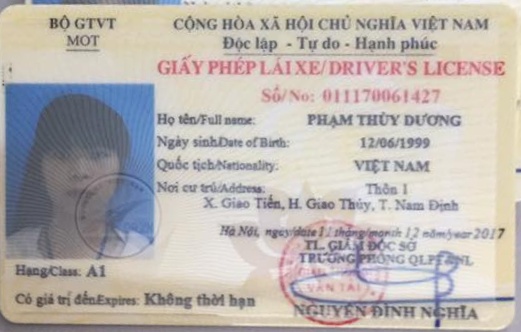 BỘ GTVT
MOT
CỘNG HÒA XÃ HỘI CHỦ NGHĨA VIỆT NAM
Độc lập - Tự do - Hạnh phúc
GIẤY PHÉP LÁI XE/DRIVER'S LICENSE
Số/No: 011170061427
Họ tên/Full name: PHẠM THÙY DƯƠNG
Ngày sinh/Date of Birth: 12/06/1999
Quốc tịch/Nationality: VIỆT NAM
Nơi cư trú/Address: Thôn 1
X. Giao Tiến, H. Giao Thủy, T. Nam Định
Hà Nội, ngày/date 11 tháng/month 12 năm/year 2017
TL. GIÁM ĐỐC SỞ
TRƯỞNG PHÒNG
VẬN TẢI
Hạng/Class: A1
Có giá trị đến/Expires: Không thời hạn
NGUYỄN ĐÌNH NGHĨA